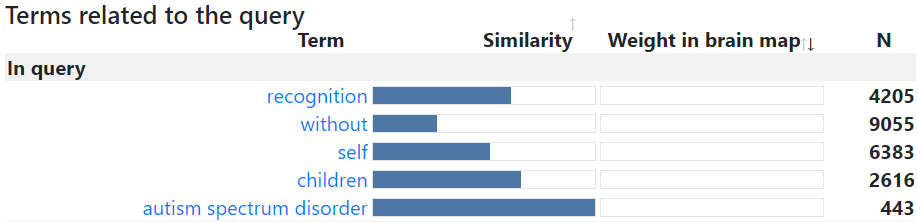 Terms related to the query
Term Similarity↑ Weight in brain map↑↓ N
In query
recognition 4205
without 9055
self 6383
children 2616
autism spectrum disorder 443